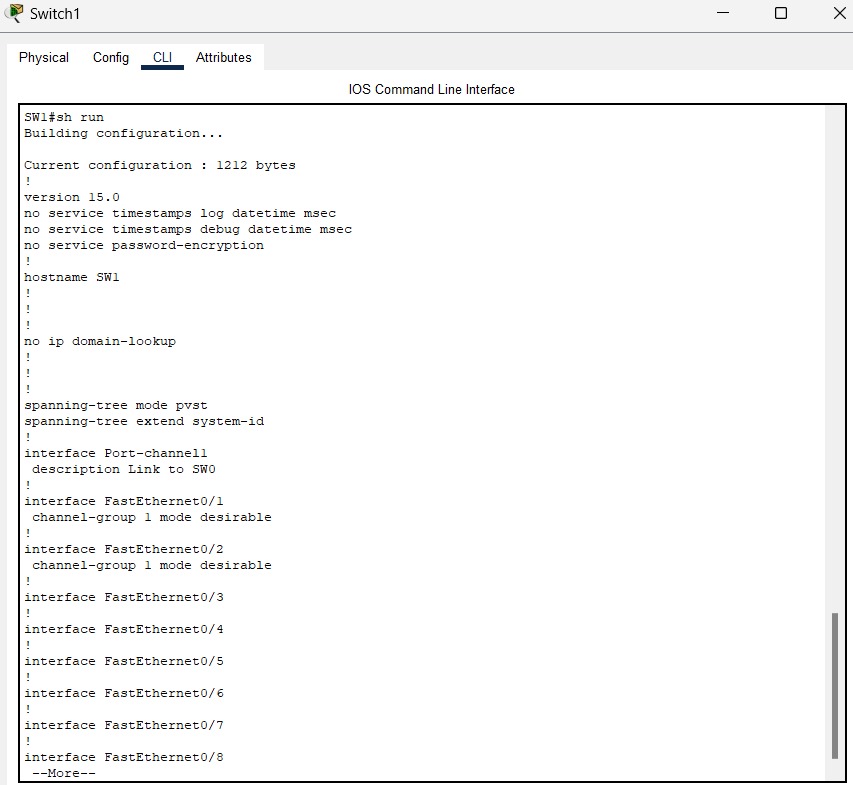 Switch1
Physical Config CLI Attributes
IOS Command Line Interface
SW1#sh run
Building configuration...
Current configuration : 1212 bytes
!
version 15.0
no service timestamps log datetime msec
no service timestamps debug datetime msec
no service password-encryption
!
hostname SW1
!
!
!
no ip domain-lookup
!
!
!
spanning-tree mode pvst
spanning-tree extend system-id
!
interface Port-channel1
description Link to SW0
!
interface FastEthernet0/1
channel-group 1 mode desirable
!
interface FastEthernet0/2
channel-group 1 mode desirable
!
interface FastEthernet0/3
!
interface FastEthernet0/4
!
interface FastEthernet0/5
!
interface FastEthernet0/6
!
interface FastEthernet0/7
!
interface FastEthernet0/8
--More--